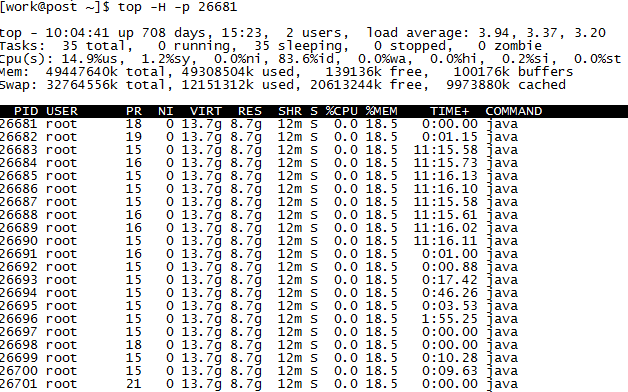 [work@post ~]$ top -H -p 26681
top - 10:04:41 up 708 days, 15:23, 2 users, load average: 3.94, 3.37, 3.20
Tasks: 35 total, 0 running, 35 sleeping, 0 stopped, 0 zombie
Cpu(s): 14.9%us, 1.2%sy, 0.0%ni, 83.6%id, 0.0%wa, 0.0%hi, 0.2%si, 0.0%st
Mem: 49447640k total, 49308504k used, 139136k free, 100176k buffers
Swap: 32764556k total, 12151312k used, 20613244k free, 9973880k cached
PID USER PR NI VIRT RES SHR S %CPU %MEM TIME+ COMMAND
26681 root 18 0 13.7g 8.7g 12m S 0.0 18.5 0:00.00 java
26682 root 19 0 13.7g 8.7g 12m S 0.0 18.5 0:01.15 java
26683 root 15 0 13.7g 8.7g 12m S 0.0 18.5 11:15.58 java
26684 root 16 0 13.7g 8.7g 12m S 0.0 18.5 11:15.73 java
26685 root 15 0 13.7g 8.7g 12m S 0.0 18.5 11:16.13 java
26686 root 15 0 13.7g 8.7g 12m S 0.0 18.5 11:16.10 java
26687 root 15 0 13.7g 8.7g 12m S 0.0 18.5 11:15.58 java
26688 root 16 0 13.7g 8.7g 12m S 0.0 18.5 11:15.61 java
26689 root 16 0 13.7g 8.7g 12m S 0.0 18.5 11:16.02 java
26690 root 15 0 13.7g 8.7g 12m S 0.0 18.5 11:16.11 java
26691 root 16 0 13.7g 8.7g 12m S 0.0 18.5 0:01.00 java
26692 root 15 0 13.7g 8.7g 12m S 0.0 18.5 0:00.88 java
26693 root 15 0 13.7g 8.7g 12m S 0.0 18.5 0:17.42 java
26694 root 15 0 13.7g 8.7g 12m S 0.0 18.5 0:46.26 java
26695 root 15 0 13.7g 8.7g 12m S 0.0 18.5 0:03.53 java
26696 root 15 0 13.7g 8.7g 12m S 0.0 18.5 1:55.25 java
26697 root 15 0 13.7g 8.7g 12m S 0.0 18.5 0:00.00 java
26698 root 18 0 13.7g 8.7g 12m S 0.0 18.5 0:00.00 java
26699 root 15 0 13.7g 8.7g 12m S 0.0 18.5 0:10.28 java
26700 root 15 0 13.7g 8.7g 12m S 0.0 18.5 0:09.63 java
26701 root 21 0 13.7g 8.7g 12m S 0.0 18.5 0:00.00 java